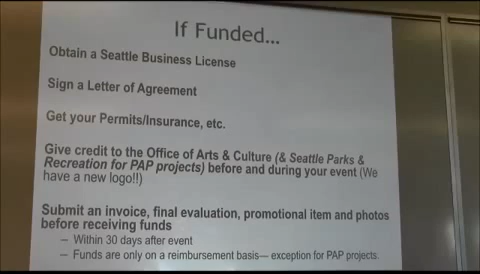 If Funded...
Obtain a Seattle Business License
Sign a Letter of Agreement
Get your Permits/Insurance, etc.
Give credit to the Office of Arts & Culture (& Seattle Parks &
Recreation for PAP projects) before and during your event (We
have a new logo!!)
Submit an invoice, final evaluation, promotional item and photos
before receiving funds
– Within 30 days after event
– Funds are only on a reimbursement basis— exception for PAP projects.